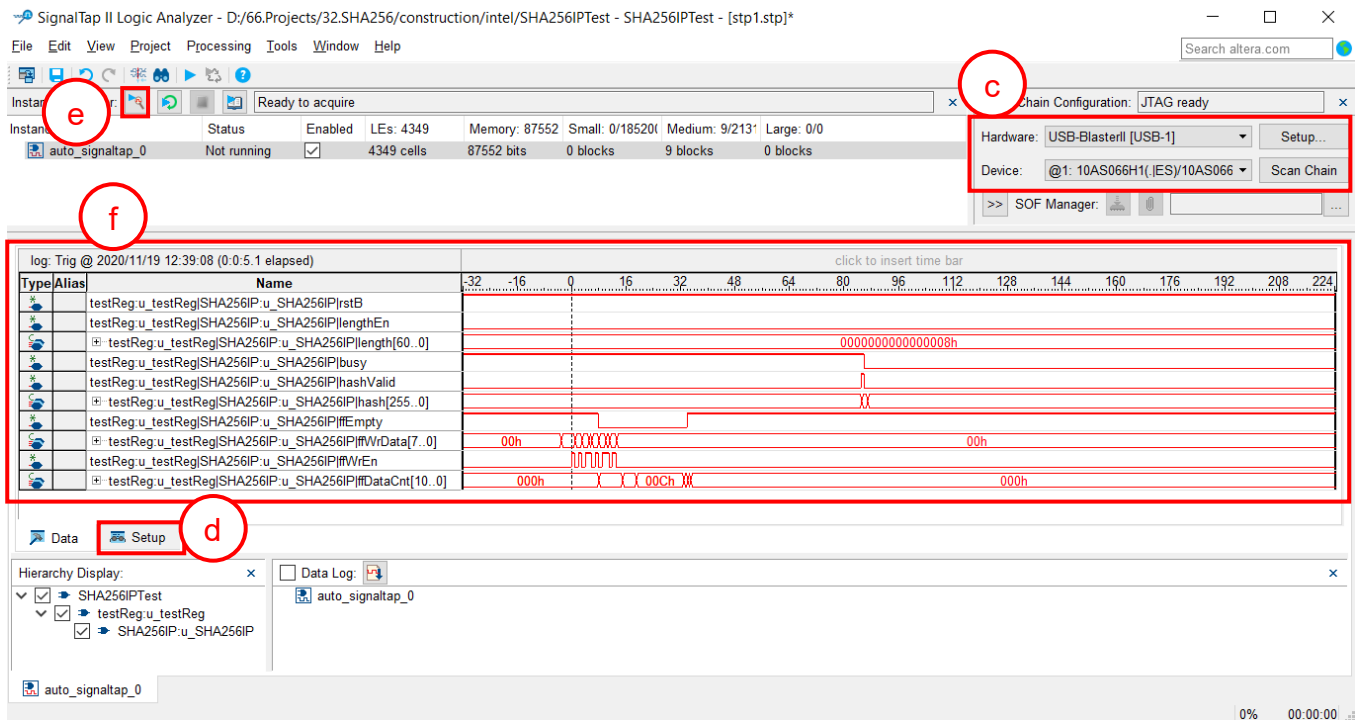 SignalTap II Logic Analyzer - D:/66.Projects/32.SHA256/construction/intel/SHA256IPTest - SHA256IPTest - [stp1.stp]*
File Edit View Project Processing Tools Window Help
Search altera.com
e
c
Ready to acquire
Chain Configuration: JTAG ready
Status Enabled LEs: 4349 Memory: 87552 Small: 0/185200 Medium: 9/213 Large: 0/0
auto_signaltap_0 Not running 4349 cells 87552 bits 0 blocks 9 blocks 0 blocks
Hardware: USB-BlasterII [USB-1] Setup...
Device: @1: 10AS066H1(.|ES)/10AS066 Scan Chain
>> SOF Manager: ...
f
log: Trig @ 2020/11/19 12:39:08 (0:0:5.1 elapsed) click to insert time bar
Type Alias Name -32 -16 0 16 32 48 64 80 96 112 128 144 160 176 192 208 224
testReg:u_testReg|SHA256IP:u_SHA256IP|rstB
testReg:u_testReg|SHA256IP:u_SHA256IP|lengthEn
testReg:u_testReg|SHA256IP:u_SHA256IP|length[60..0] 0000000000000008h
testReg:u_testReg|SHA256IP:u_SHA256IP|busy
testReg:u_testReg|SHA256IP:u_SHA256IP|hashValid
testReg:u_testReg|SHA256IP:u_SHA256IP|hash[255..0]
testReg:u_testReg|SHA256IP:u_SHA256IP|ffEmpty
testReg:u_testReg|SHA256IP:u_SHA256IP|ffWrData[7..0] 00h 00h
testReg:u_testReg|SHA256IP:u_SHA256IP|ffWrEn
testReg:u_testReg|SHA256IP:u_SHA256IP|ffDataCnt[10..0] 000h 00Ch 000h
Data Setup d
Hierarchy Display: Data Log:
SHA256IPTest auto_signaltap_0
testReg:u_testReg
SHA256IP:u_SHA256IP
auto_signaltap_0
0% 00:00:00